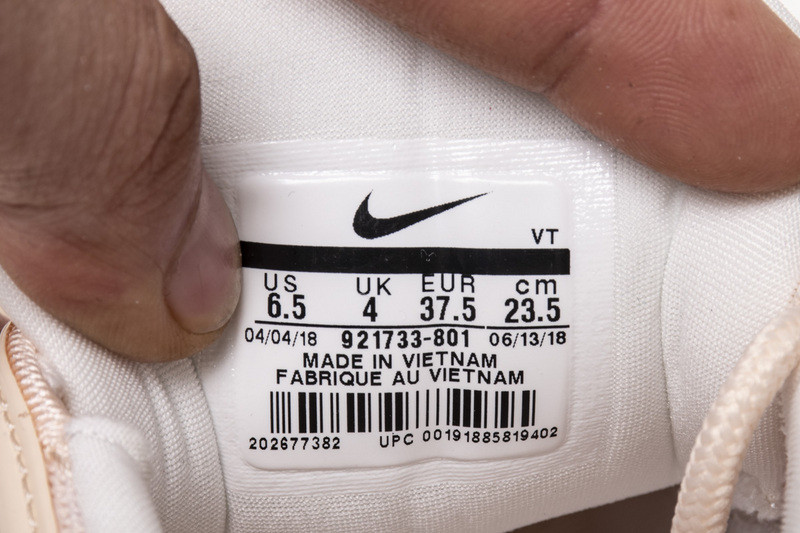 VT
US UK EUR cm
6.5 4 37.5 23.5
04/04/18 921733-801 06/13/18
MADE IN VIETNAM
FABRIQUE AU VIETNAM
202677382 UPC 00191885819402